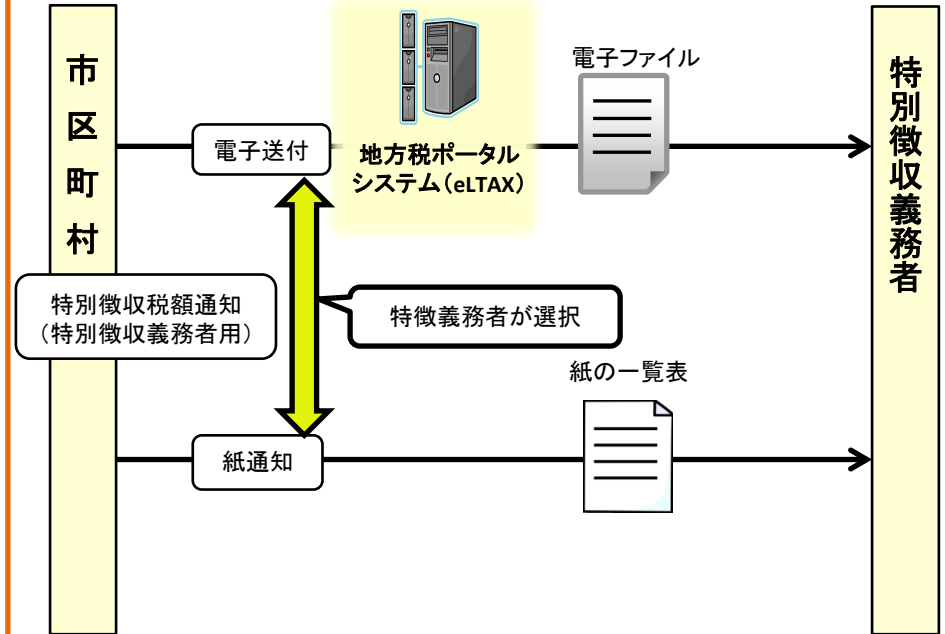 市区町村
電子送付
地方税ポータル
システム(eLTAX)
電子ファイル
特別徴収義務者
特別徴収税額通知
(特別徴収義務者用)
特徴義務者が選択
紙の一覧表
紙通知